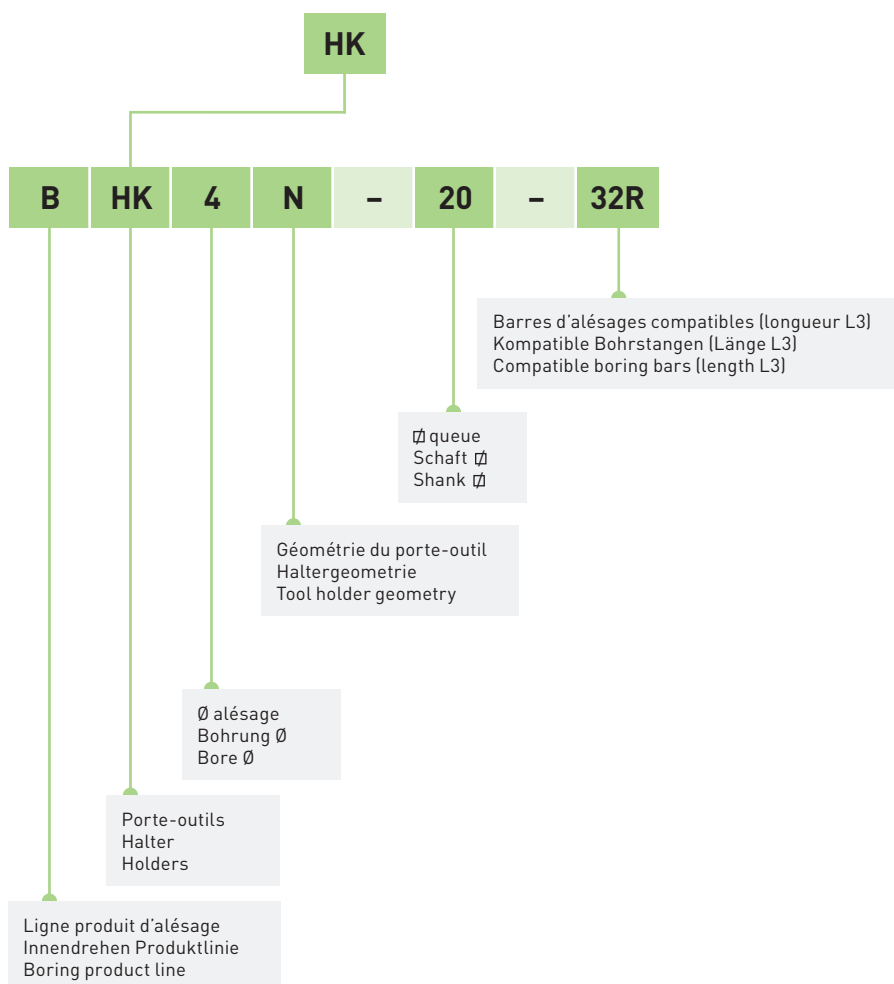 HK
B HK 4 N – 20 – 32R
Barres d'alésages compatibles (longueur L3)
Kompatible Bohrstangen (Länge L3)
Compatible boring bars (length L3)
⌀ queue
Schaft ⌀
Shank ⌀
Géométrie du porte-outil
Haltergeometrie
Tool holder geometry
Ø alésage
Bohrung Ø
Bore Ø
Porte-outils
Halter
Holders
Ligne produit d'alésage
Innendrehen Produktlinie
Boring product line